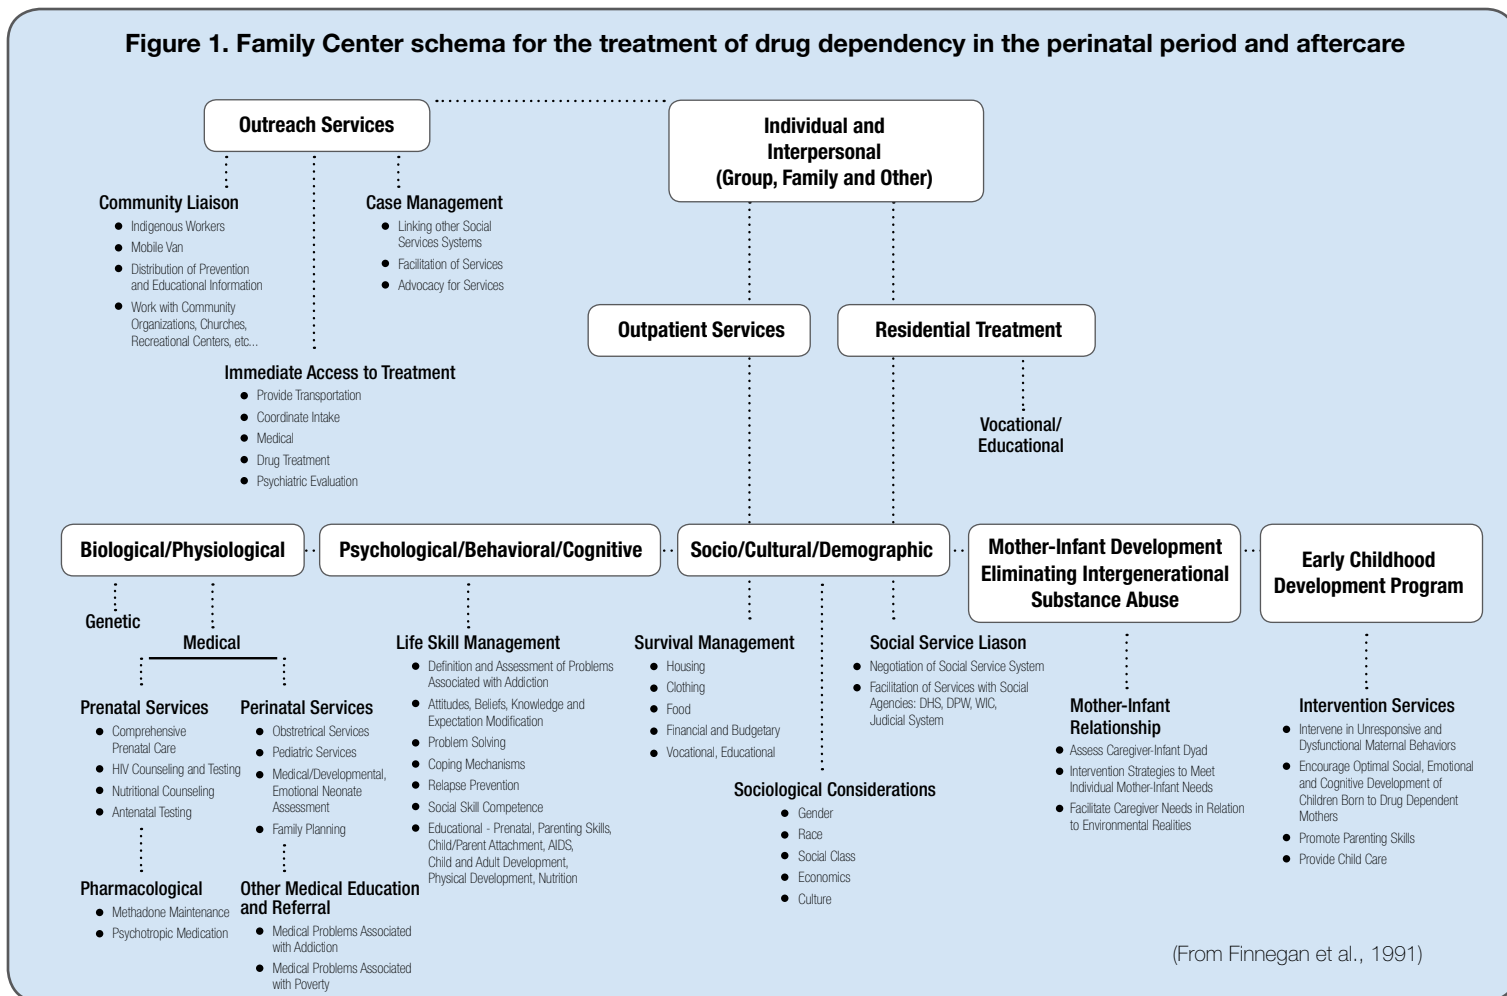 Figure 1. Family Center schema for the treatment of drug dependency in the perinatal period and aftercare
Outreach Services
Individual and
Interpersonal
(Group, Family and Other)
Community Liaison
● Indigenous Workers
● Mobile Van
● Distribution of Prevention
and Educational Information
● Work with Community
Organizations, Churches,
Recreational Centers, etc...
Case Management
● Linking other Social
Services Systems
● Facilitation of Services
● Advocacy for Services
Immediate Access to Treatment
● Provide Transportation
● Coordinate Intake
● Medical
● Drug Treatment
● Psychiatric Evaluation
Outpatient Services
Residential Treatment
Vocational/
Educational
Biological/Physiological
Psychological/Behavioral/Cognitive
Socio/Cultural/Demographic
Mother-Infant Development
Eliminating Intergenerational
Substance Abuse
Early Childhood
Development Program
Genetic
Medical
Prenatal Services
● Comprehensive
Prenatal Care
● HIV Counseling and Testing
● Nutritional Counseling
● Antenatal Testing
Pharmacological
● Methadone Maintenance
● Psychotropic Medication
Perinatal Services
● Obstretrical Services
● Pediatric Services
● Medical/Developmental,
Emotional Neonate
Assessment
● Family Planning
Other Medical Education
and Referral
● Medical Problems Associated
with Addiction
● Medical Problems Associated
with Poverty
Life Skill Management
● Definition and Assessment of Problems
Associated with Addiction
● Attitudes, Beliefs, Knowledge and
Expectation Modification
● Problem Solving
● Coping Mechanisms
● Relapse Prevention
● Social Skill Competence
● Educational - Prenatal, Parenting Skills,
Child/Parent Attachment, AIDS,
Child and Adult Development,
Physical Development, Nutrition
Survival Management
● Housing
● Clothing
● Food
● Financial and Budgetary
● Vocational, Educational
Social Service Liason
● Negotiation of Social Service System
● Facilitation of Services with Social
Agencies: DHS, DPW, WIC,
Judicial System
Sociological Considerations
● Gender
● Race
● Social Class
● Economics
● Culture
Mother-Infant
Relationship
● Assess Caregiver-Infant Dyad
● Intervention Strategies to Meet
Individual Mother-Infant Needs
● Facilitate Caregiver Needs in Relation
to Environmental Realities
Intervention Services
● Intervene in Unresponsive and
Dysfunctional Maternal Behaviors
● Encourage Optimal Social, Emotional
and Cognitive Development of
Children Born to Drug Dependent
Mothers
● Promote Parenting Skills
● Provide Child Care
(From Finnegan et al., 1991)